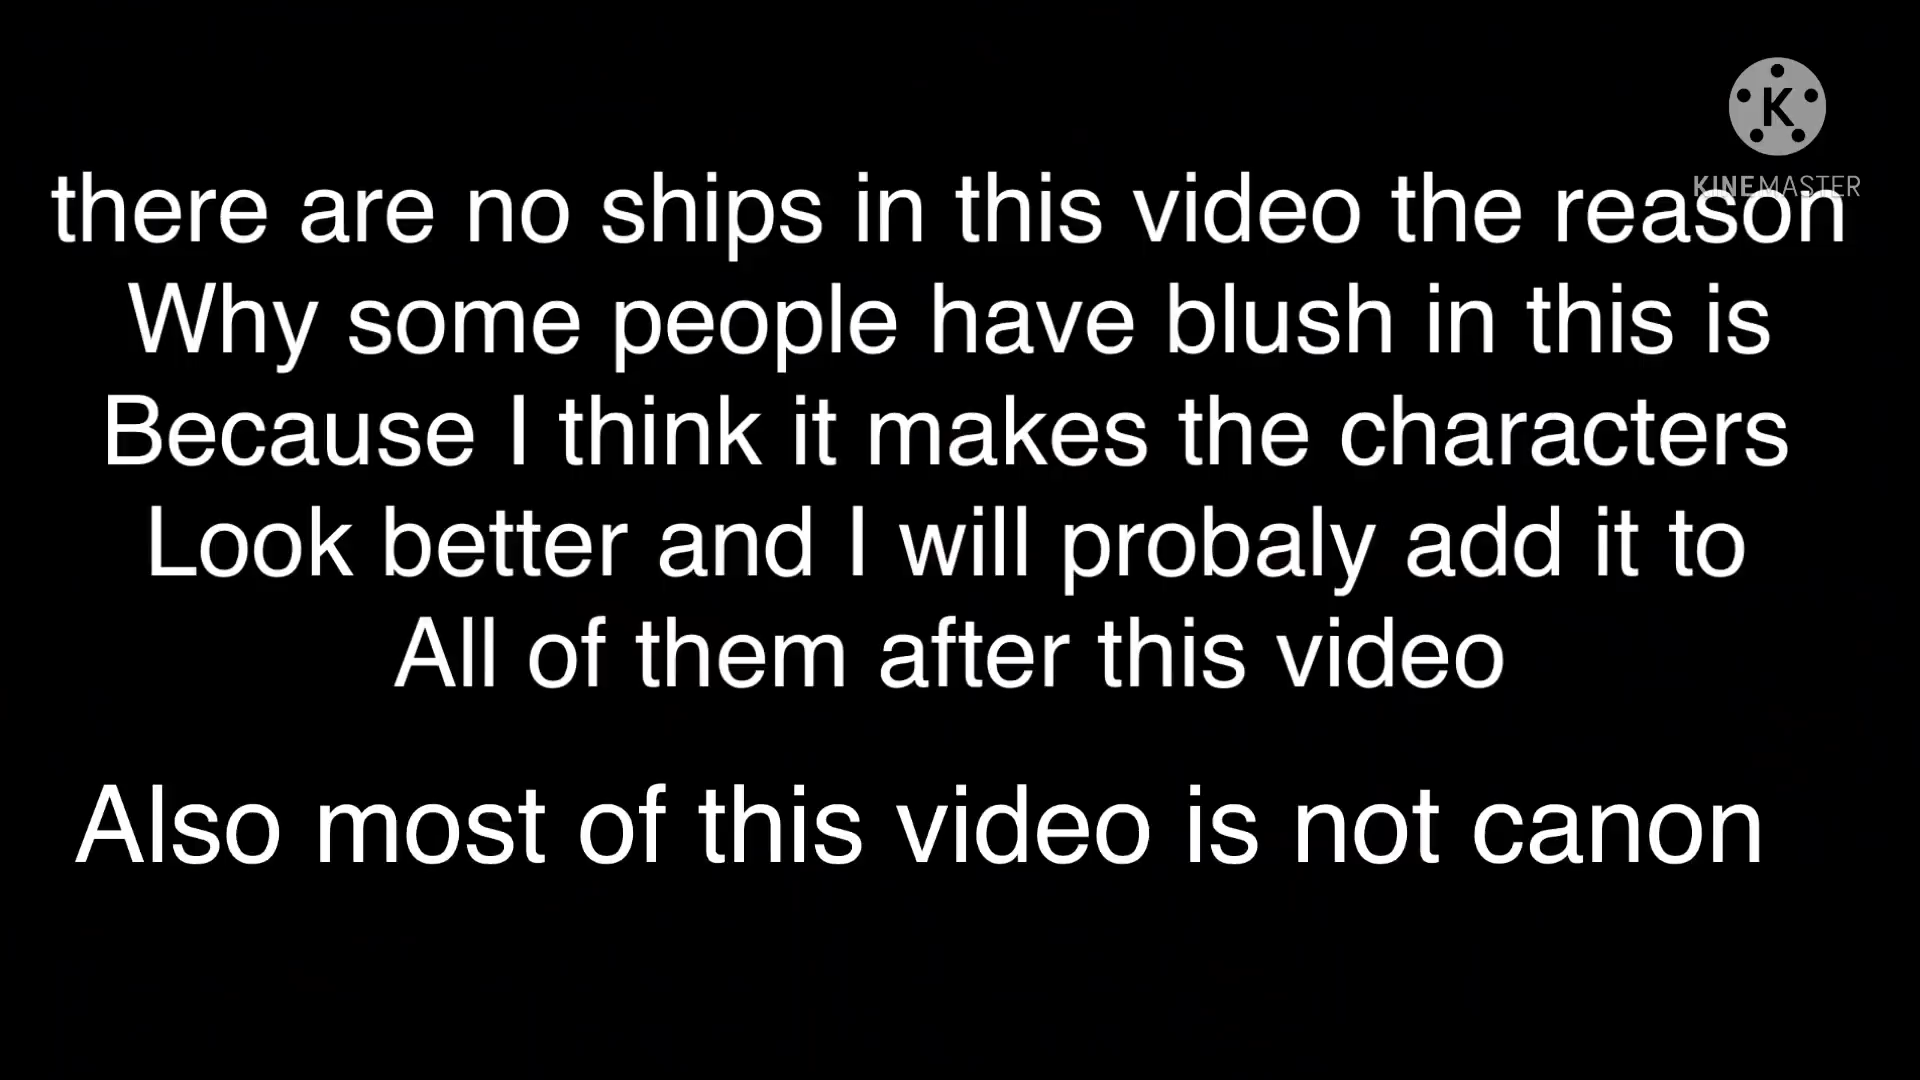 K
KINEMASTER
there are no ships in this video the reason
Why some people have blush in this is
Because I think it makes the characters
Look better and I will probaly add it to
All of them after this video
Also most of this video is not canon